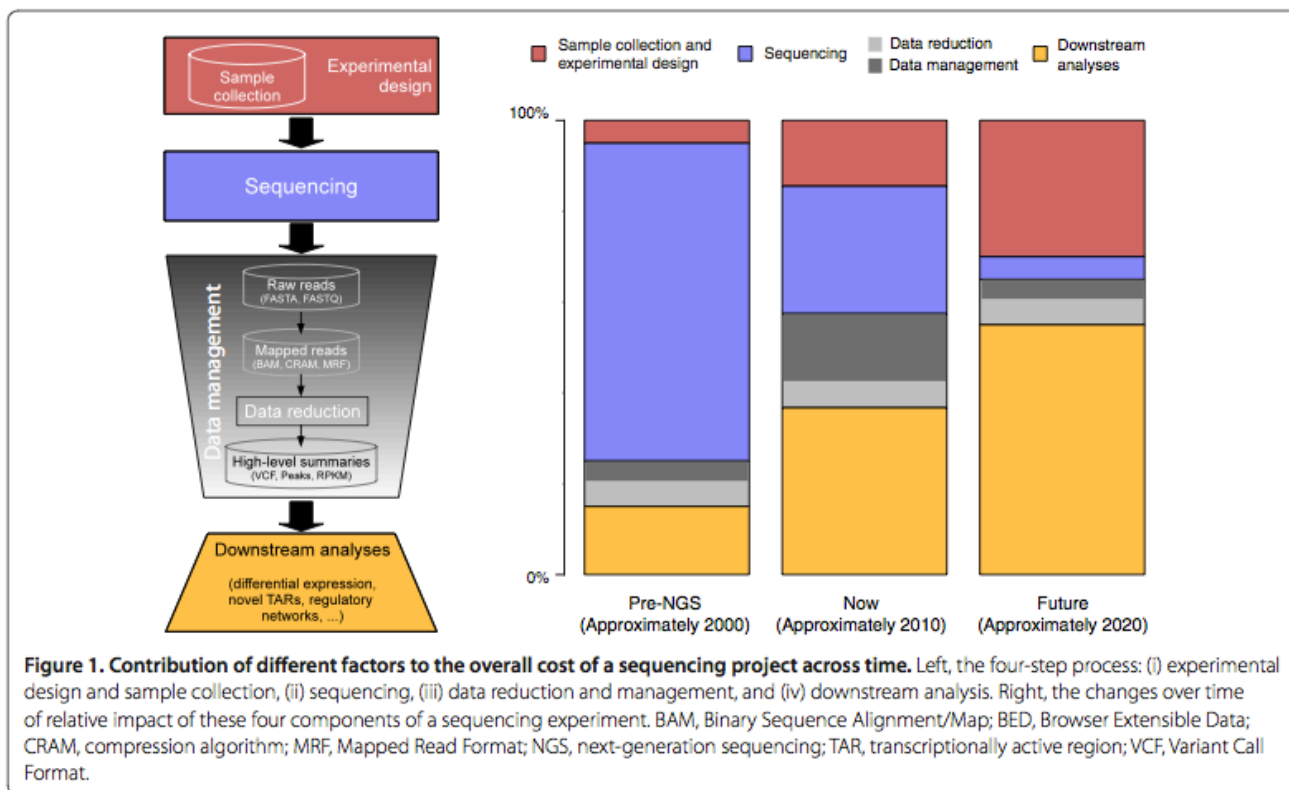 Sample
collection
Experimental
design
Sequencing
Data management
Raw reads
(FASTA, FASTQ)
Mapped reads
(BAM, CRAM, MRF)
Data reduction
High-level summaries
(VCF, Peaks, RPKM)
Downstream analyses
(differential expression,
novel TARs, regulatory
networks, ...)
Sample collection and
experimental design
Sequencing
Data reduction
Data management
Downstream
analyses
100%
0%
Pre-NGS
(Approximately 2000)
Now
(Approximately 2010)
Future
(Approximately 2020)
Figure 1. Contribution of different factors to the overall cost of a sequencing project across time. Left, the four-step process: (i) experimental
design and sample collection, (ii) sequencing, (iii) data reduction and management, and (iv) downstream analysis. Right, the changes over time
of relative impact of these four components of a sequencing experiment. BAM, Binary Sequence Alignment/Map; BED, Browser Extensible Data;
CRAM, compression algorithm; MRF, Mapped Read Format; NGS, next-generation sequencing; TAR, transcriptionally active region; VCF, Variant Call
Format.